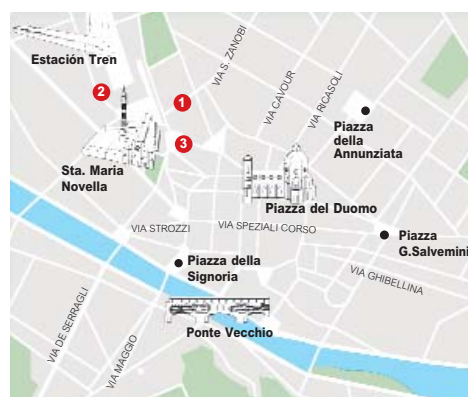 Estación Tren
VIA S. ZANOBI
VIA CAVOUR
VIA RICASOLI
2
1
3
Piazza
della
Annunziata
Sta. Maria
Novella
Piazza del Duomo
VIA STROZZI
VIA SPEZIALI CORSO
Piazza
G.Salvemini
Piazza della
Signoria
VIA GHIBELLINA
VIA DE SERRAGLI
VIA MAGGIO
Ponte Vecchio